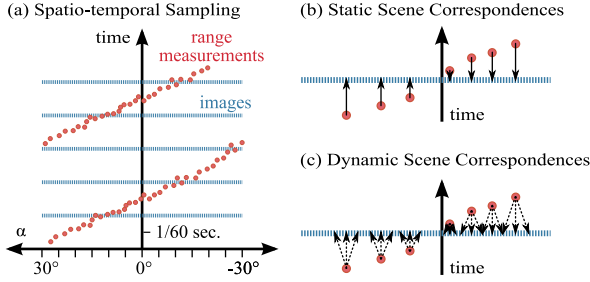 (a) Spatio-temporal Sampling
time
range
measurements
images
α
1/60 sec.
30°
0°
-30°
(b) Static Scene Correspondences
time
(c) Dynamic Scene Correspondences
time